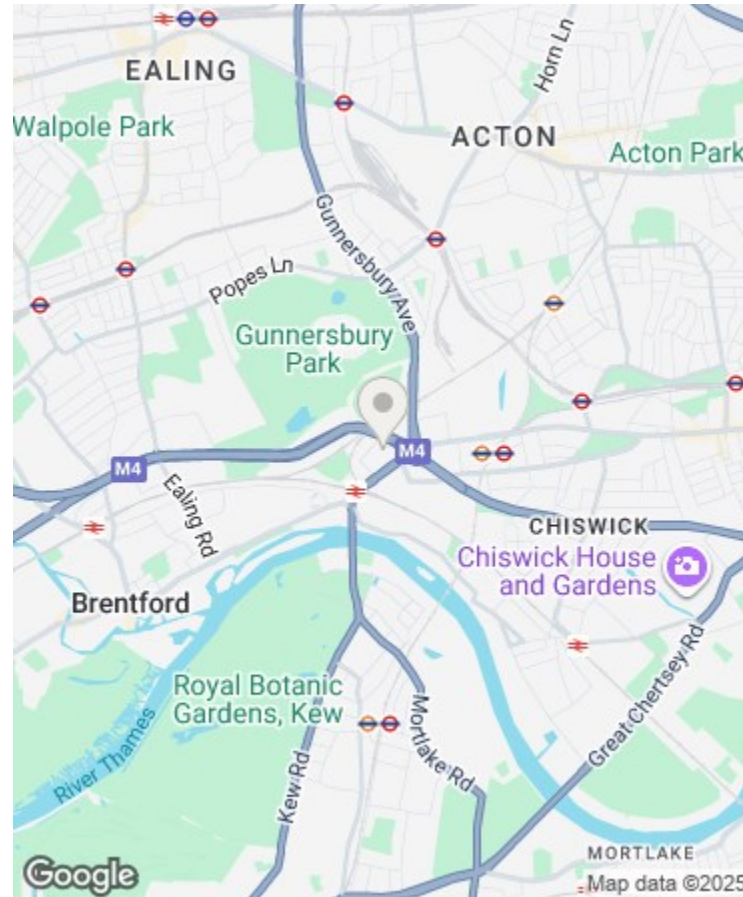 EALING
Horn Ln
Walpole Park
ACTON
Acton Park
Gunnersbury Ave
Popes Ln
Gunnersbury
Park
M4
M4
Ealing Rd
CHISWICK
Chiswick House
and Gardens
Brentford
Royal Botanic
Gardens, Kew
Great Chertsey Rd
Mortlake Rd
River Thames
Kew Rd
MORTLAKE
Google
Map data ©2025